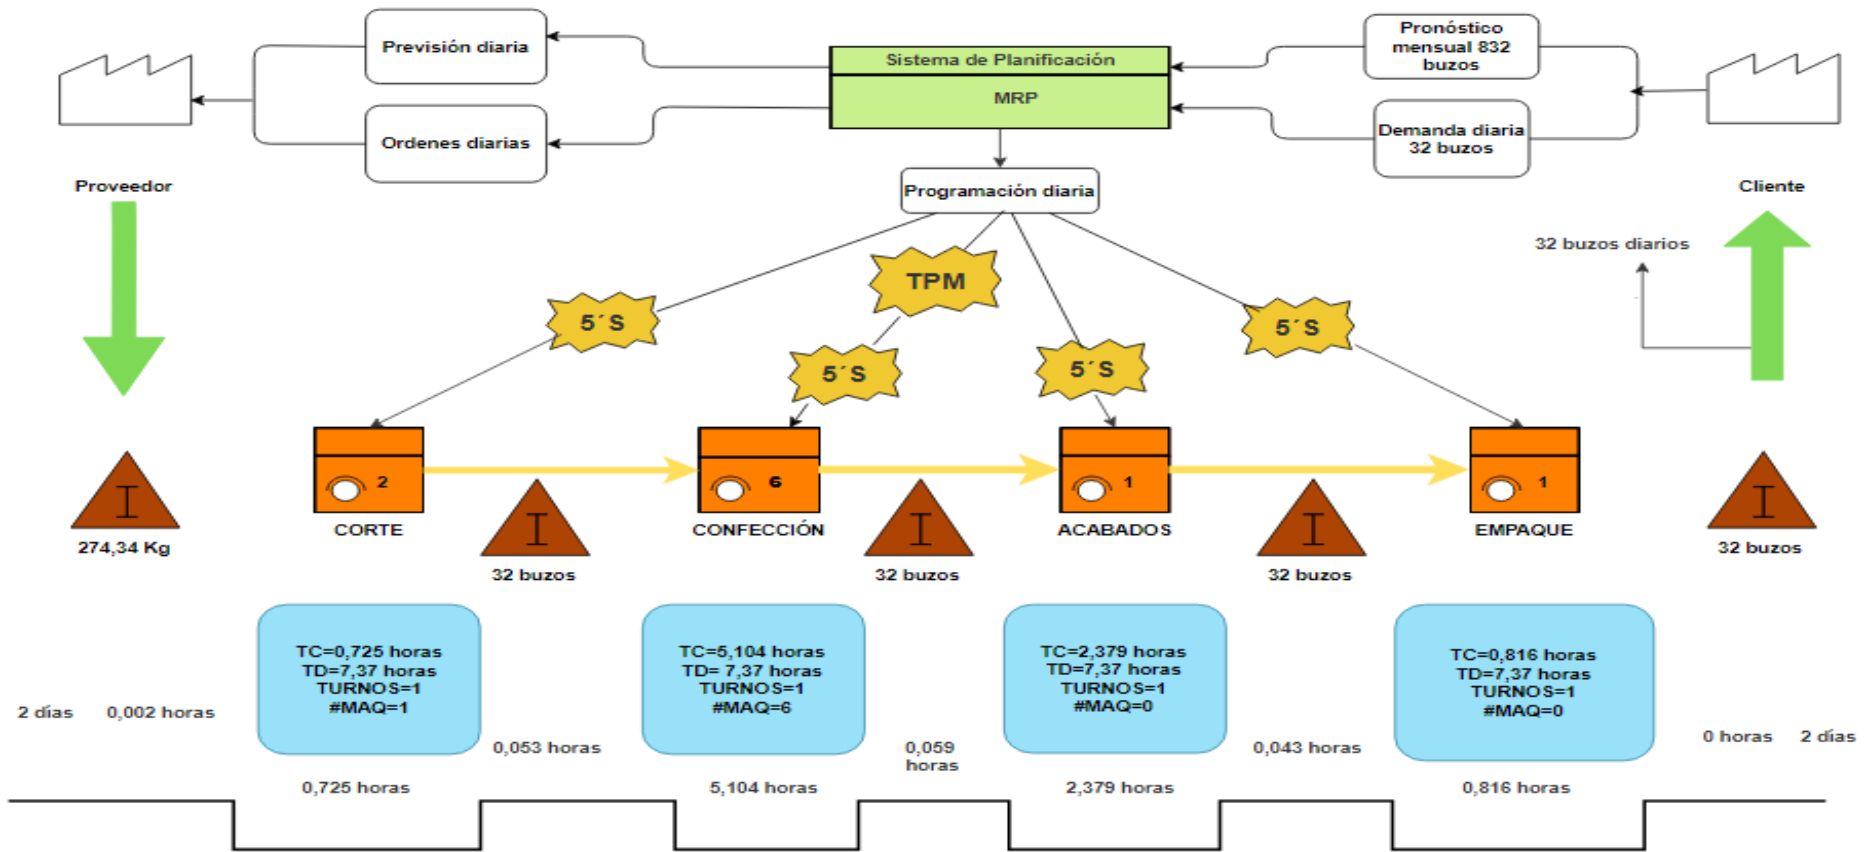 Previsión diaria
Ordenes diarias
Sistema de Planificación
MRP
Pronóstico
mensual 832
buzos
Demanda diaria
32 buzos
Proveedor
Programación diaria
Cliente
32 buzos diarios
TPM
5´S
5´S
5´S
5´S
2
6
1
1
I
I
I
I
I
CORTE
CONFECCIÓN
ACABADOS
EMPAQUE
274,34 Kg
32 buzos
32 buzos
32 buzos
32 buzos
TC=0,725 horas
TD=7,37 horas
TURNOS=1
#MAQ=1
TC=5,104 horas
TD= 7,37 horas
TURNOS=1
#MAQ=6
TC=2,379 horas
TD=7,37 horas
TURNOS=1
#MAQ=0
TC=0,816 horas
TD=7,37 horas
TURNOS=1
#MAQ=0
2 días
0,002 horas
0,053 horas
0,059
horas
0,043 horas
0 horas
2 días
0,725 horas
5,104 horas
2,379 horas
0,816 horas